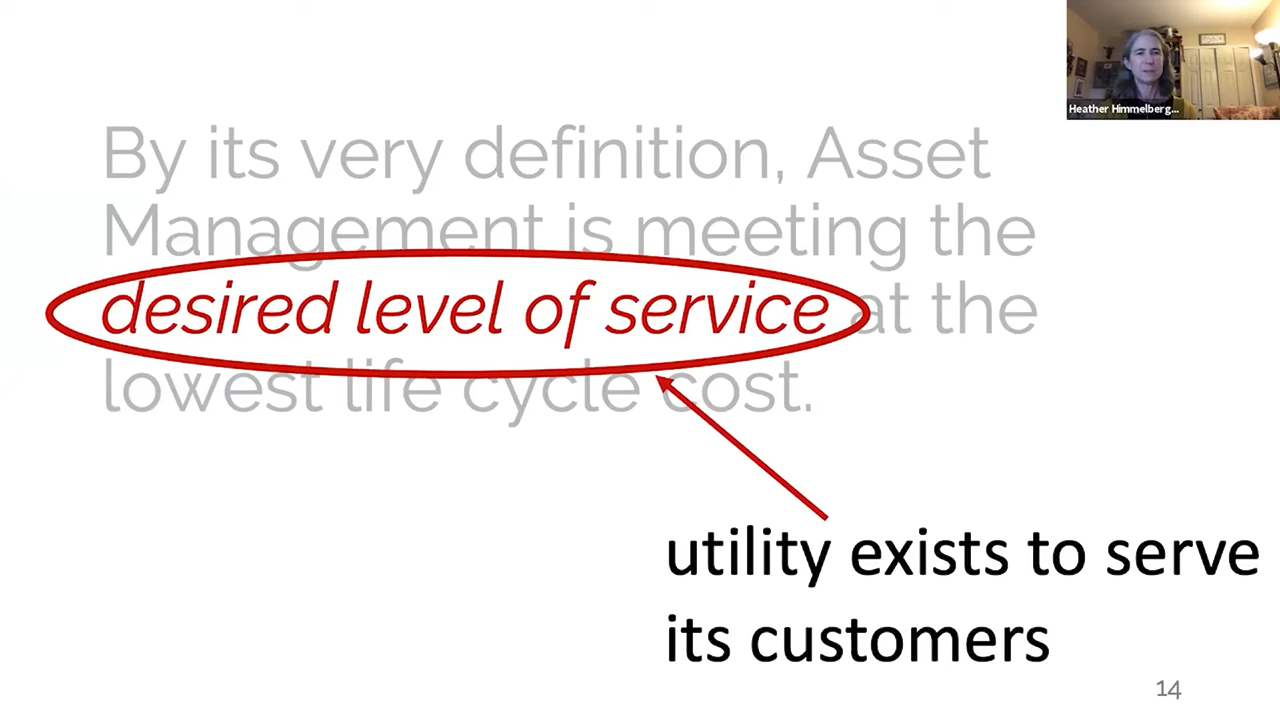 Heather Himmelberg...
By its very definition, Asset
Management is meeting the
desired level of service at the
lowest life cycle cost.
utility exists to serve
its customers
14